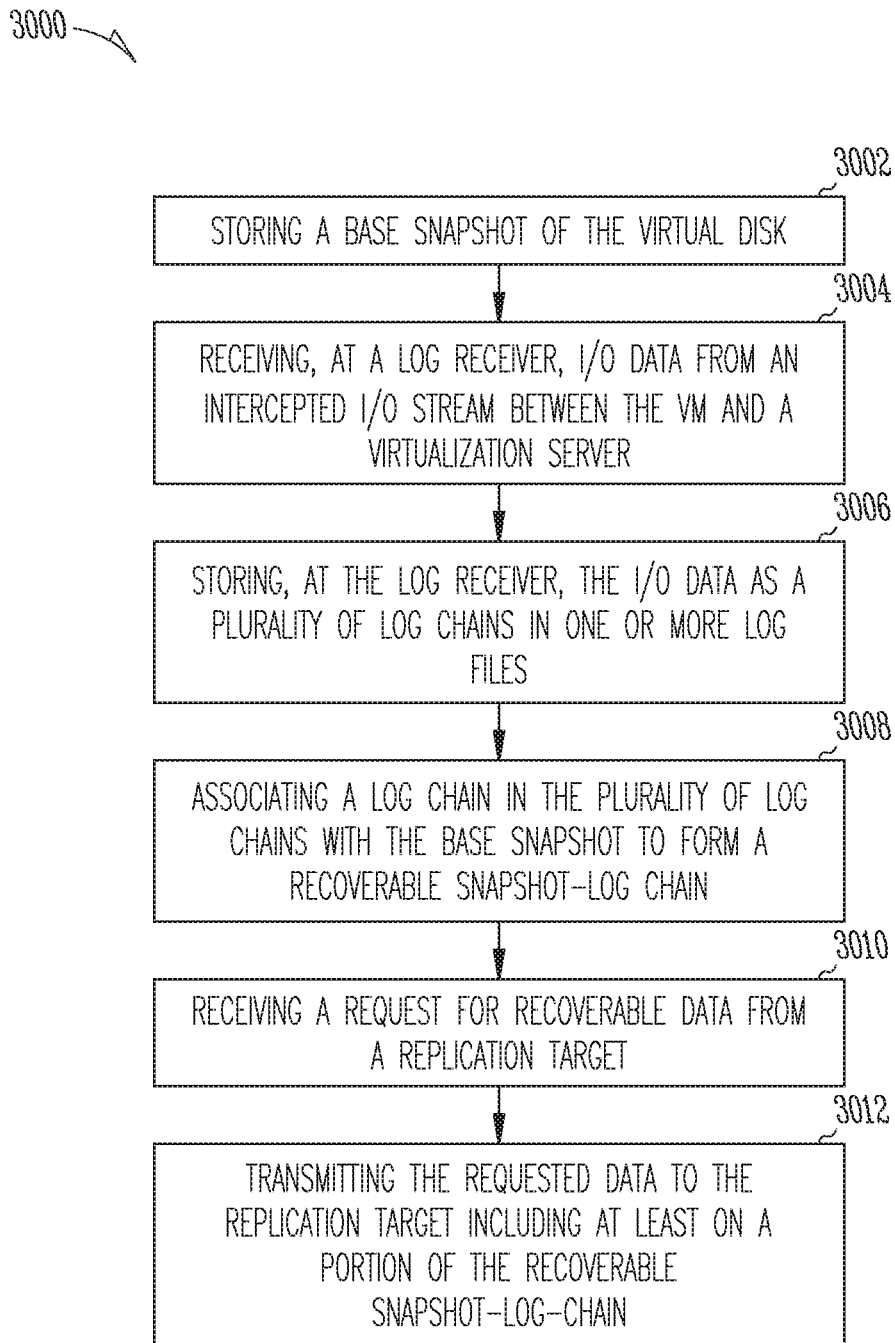 3000
3002
STORING A BASE SNAPSHOT OF THE VIRTUAL DISK
3004
RECEIVING, AT A LOG RECEIVER, I/O DATA FROM AN
INTERCEPTED I/O STREAM BETWEEN THE VM AND A
VIRTUALIZATION SERVER
3006
STORING, AT THE LOG RECEIVER, THE I/O DATA AS A
PLURALITY OF LOG CHAINS IN ONE OR MORE LOG
FILES
3008
ASSOCIATING A LOG CHAIN IN THE PLURALITY OF LOG
CHAINS WITH THE BASE SNAPSHOT TO FORM A
RECOVERABLE SNAPSHOT-LOG CHAIN
3010
RECEIVING A REQUEST FOR RECOVERABLE DATA FROM
A REPLICATION TARGET
3012
TRANSMITTING THE REQUESTED DATA TO THE
REPLICATION TARGET INCLUDING AT LEAST ON A
PORTION OF THE RECOVERABLE
SNAPSHOT-LOG-CHAIN